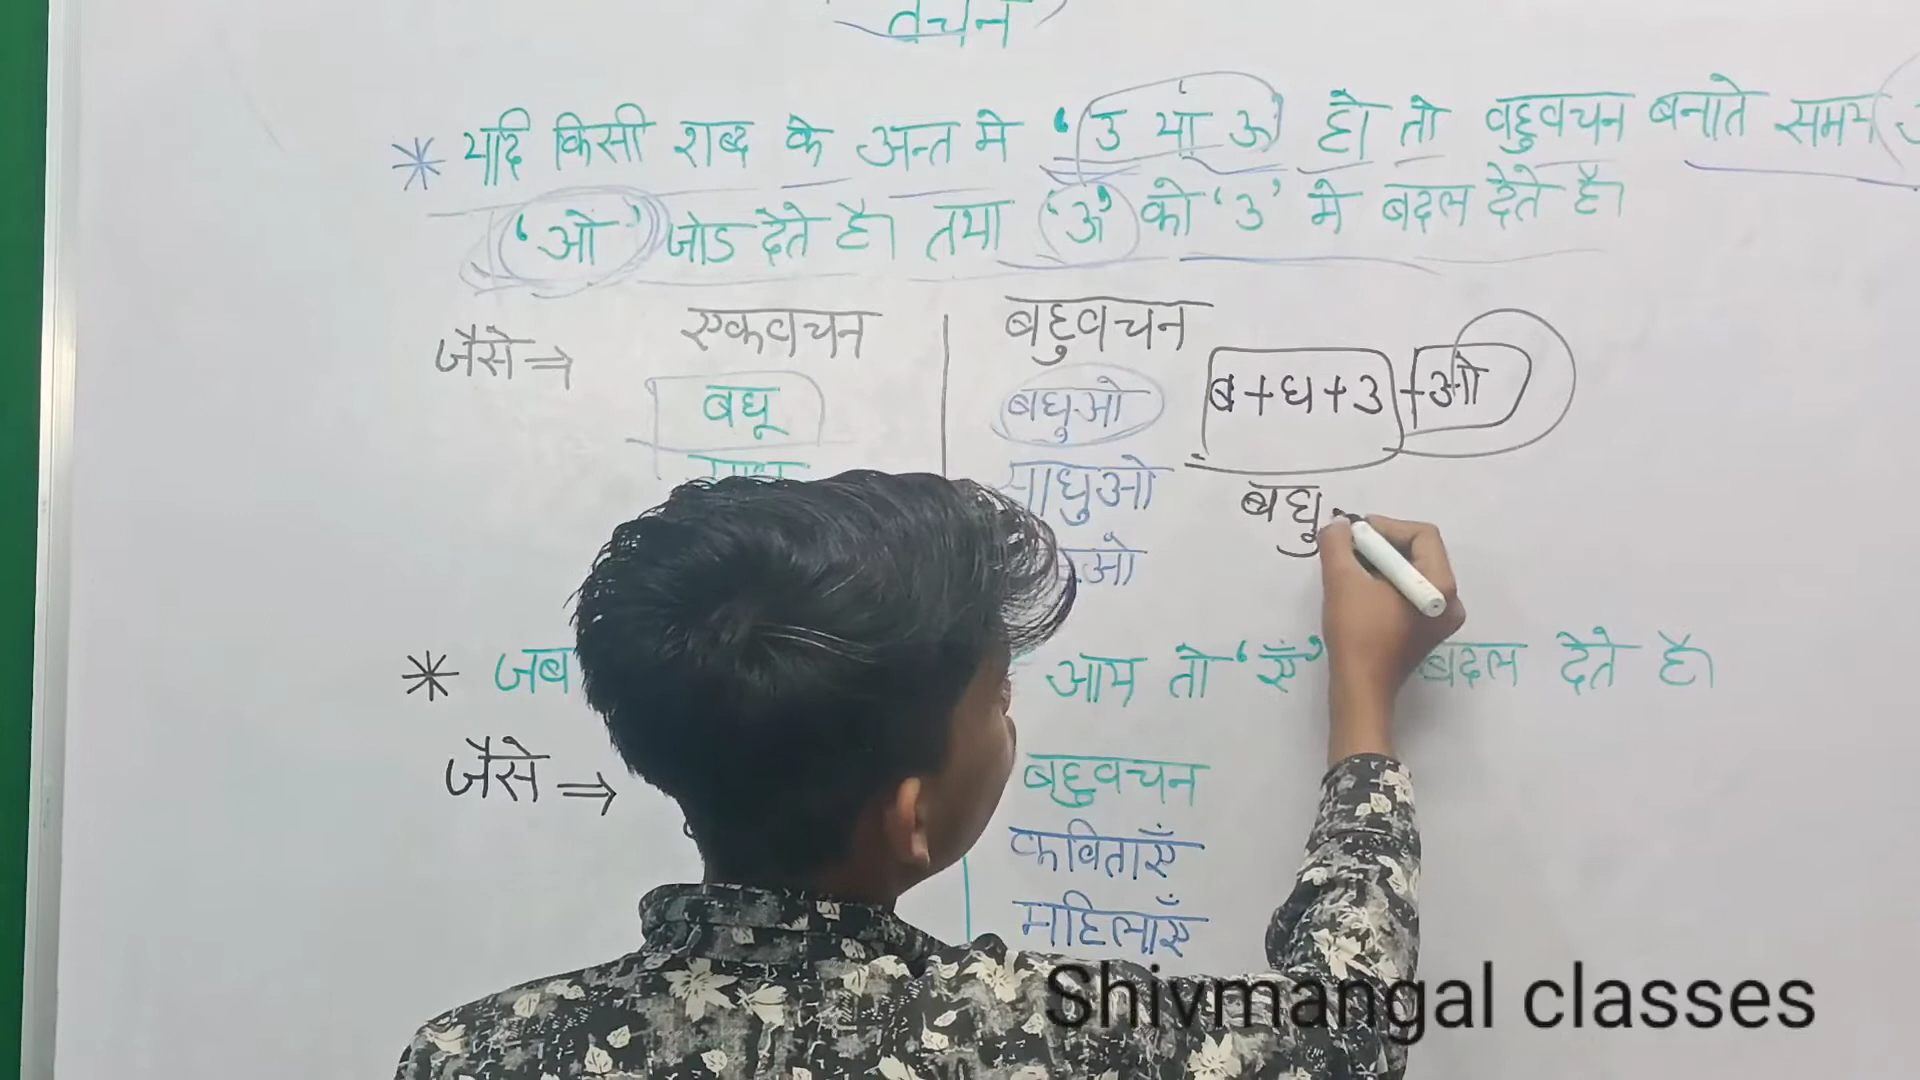 वचन
* यदि किसी शब्द के अन्त मे 'उ या ऊ' हो तो बहुवचन बनाते समय
'ओ' जोड देते है। तथा 'ऊ' को 'उ' मे बदल देते है।
जैसे ⇒ एकवचन बहुवचन
बधू बधुओ ब+ध+उ+ओ
साधुओ बधु
ओ
* जब आय तो 'एँ' बदल देते है।
जैसे ⇒ बहुवचन
कविताएँ
महिलाएँ
Shivmangal classes